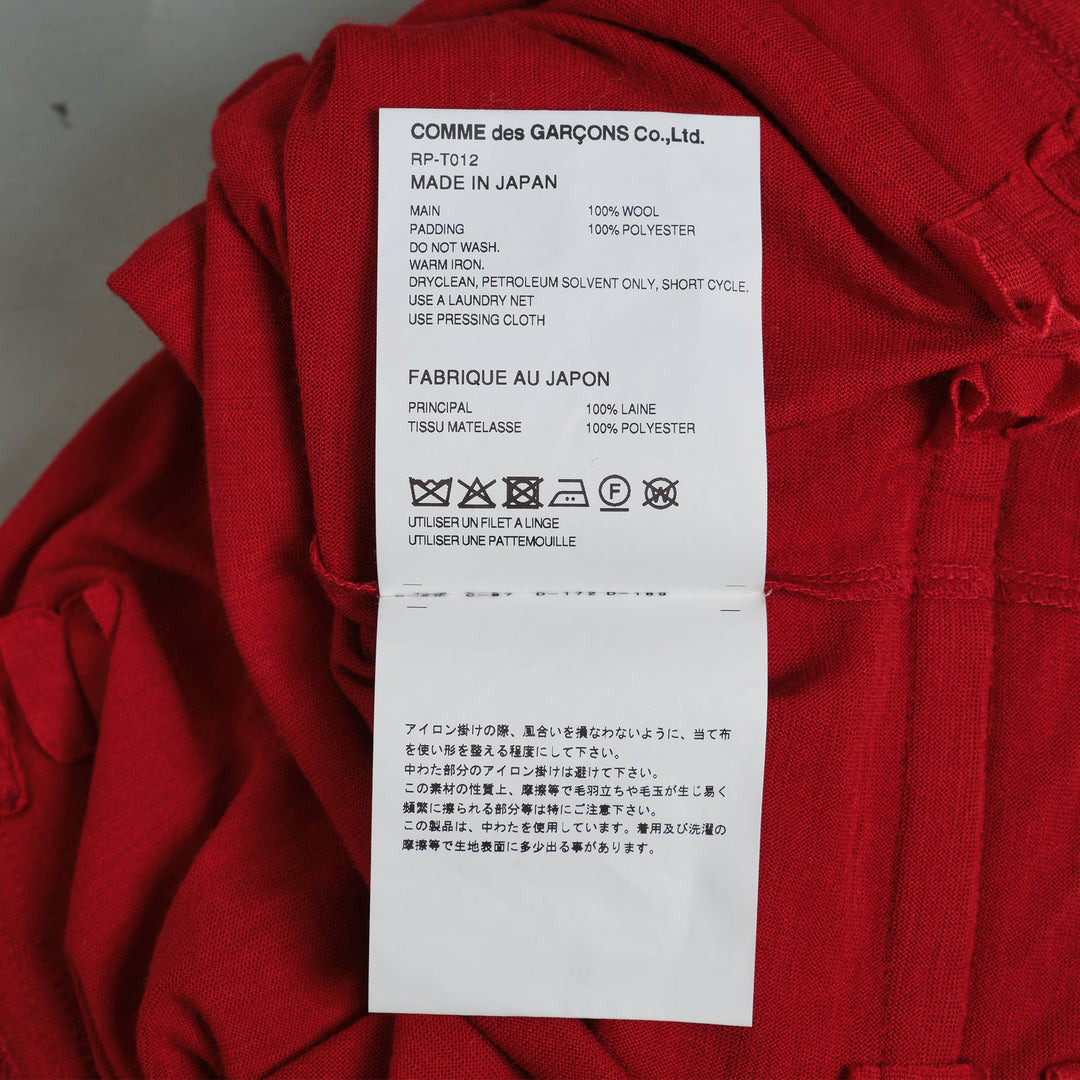 COMME des GARÇONS Co.,Ltd.
RP-T012
MADE IN JAPAN
MAIN 100% WOOL
PADDING 100% POLYESTER
DO NOT WASH.
WARM IRON.
DRYCLEAN, PETROLEUM SOLVENT ONLY, SHORT CYCLE.
USE A LAUNDRY NET
USE PRESSING CLOTH
FABRIQUE AU JAPON
PRINCIPAL 100% LAINE
TISSU MATELASSE 100% POLYESTER
F W
UTILISER UN FILET A LINGE
UTILISER UNE PATTEMOUILLE
D-172
アイロン掛けの際、風合いを損なわないように、当て布
を使い形を整える程度にして下さい。
中わた部分のアイロン掛けは避けて下さい。
この素材の性質上、摩擦等で毛羽立ちや毛玉が生じ易く
頻繁に擦られる部分等は特にご注意下さい。
この製品は、中わたを使用しています。着用及び洗濯の
摩擦等で生地表面に多少出る事があります。